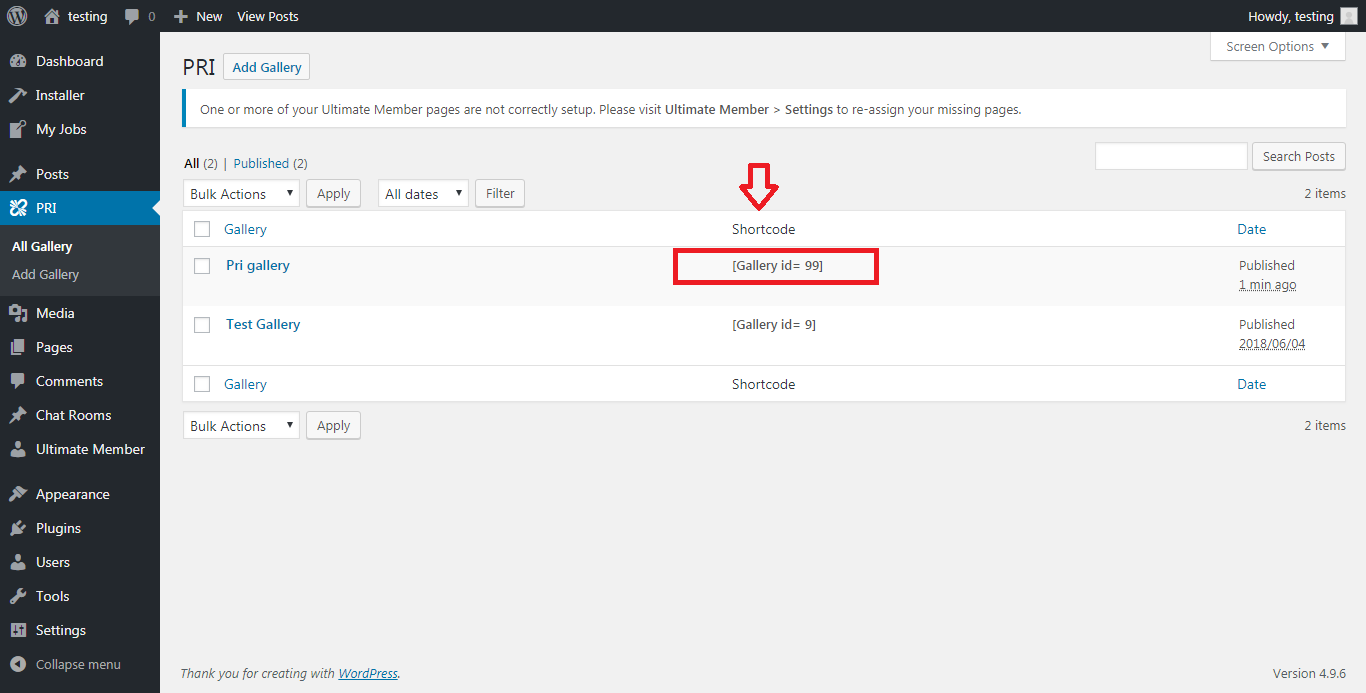 testing 0 New View Posts Howdy, testing
Dashboard
Installer
My Jobs
Posts
PRI
All Gallery
Add Gallery
Media
Pages
Comments
Chat Rooms
Ultimate Member
Appearance
Plugins
Users
Tools
Settings
Collapse menu
Screen Options
PRI Add Gallery
One or more of your Ultimate Member pages are not correctly setup. Please visit Ultimate Member > Settings to re-assign your missing pages.
All (2) | Published (2)
Search Posts
Bulk Actions Apply All dates Filter 2 items
Gallery Shortcode Date
Pri gallery [Gallery id= 99] Published
1 min ago
Test Gallery [Gallery id= 9] Published
2018/06/04
Gallery Shortcode Date
Bulk Actions Apply 2 items
Thank you for creating with WordPress. Version 4.9.6